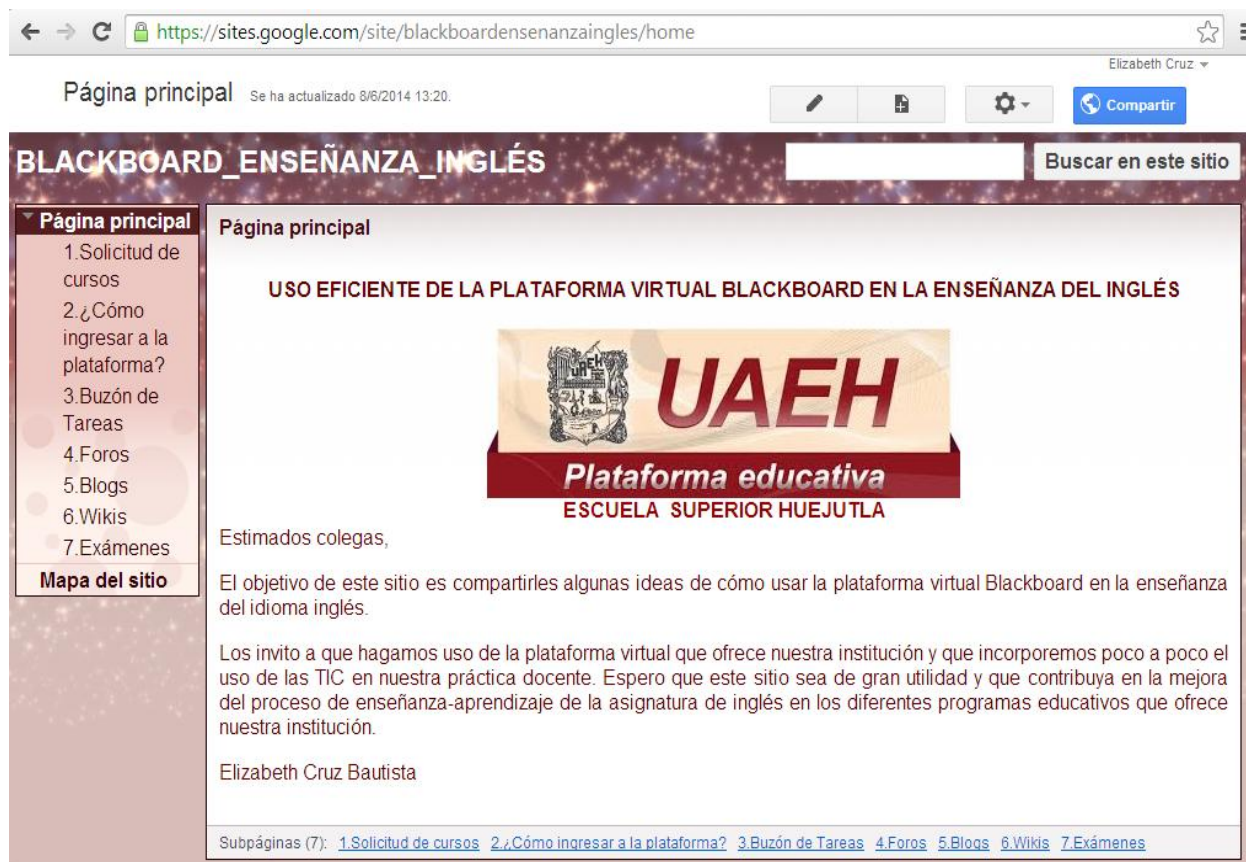 https://sites.google.com/site/blackboardensenanzaingles/home
Elizabeth Cruz
Página principal Se ha actualizado 8/6/2014 13:20.
Compartir
BLACKBOARD_ENSEÑANZA_INGLÉS
Buscar en este sitio
Página principal
1.Solicitud de
cursos
2.¿Cómo
ingresar a la
plataforma?
3.Buzón de
Tareas
4.Foros
5.Blogs
6.Wikis
7.Exámenes
Mapa del sitio
Página principal
USO EFICIENTE DE LA PLATAFORMA VIRTUAL BLACKBOARD EN LA ENSEÑANZA DEL INGLÉS
UAEH
UAEH
Plataforma educativa
ESCUELA SUPERIOR HUEJUTLA
Estimados colegas,
El objetivo de este sitio es compartirles algunas ideas de cómo usar la plataforma virtual Blackboard en la enseñanza
del idioma inglés.
Los invito a que hagamos uso de la plataforma virtual que ofrece nuestra institución y que incorporemos poco a poco el
uso de las TIC en nuestra práctica docente. Espero que este sitio sea de gran utilidad y que contribuya en la mejora
del proceso de enseñanza-aprendizaje de la asignatura de inglés en los diferentes programas educativos que ofrece
nuestra institución.
Elizabeth Cruz Bautista
Subpáginas (7): 1.Solicitud de cursos 2.¿Cómo ingresar a la plataforma? 3.Buzón de Tareas 4.Foros 5.Blogs 6.Wikis 7.Exámenes